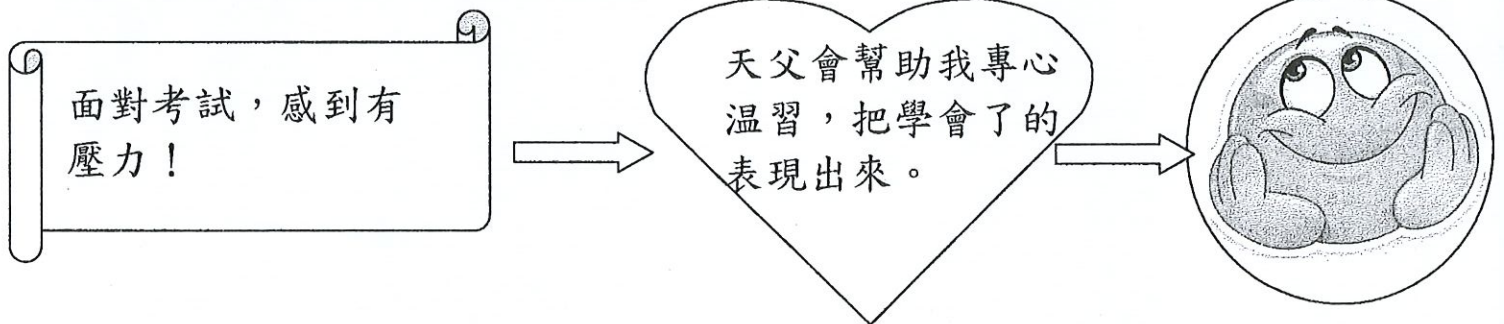 面對考試，感到有
壓力！
天父會幫助我專心
温習，把學會了的
表現出來。